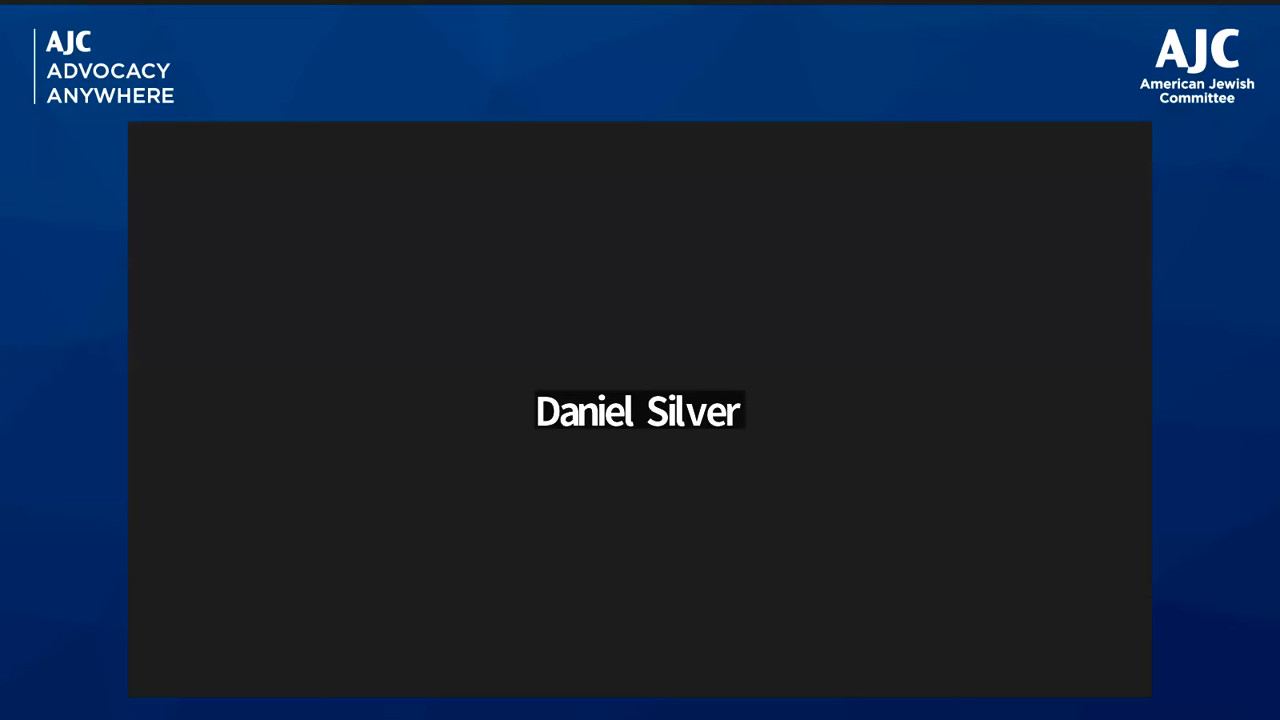 AJC
ADVOCACY
ANYWHERE
AJC
American Jewish
Committee
Daniel Silver